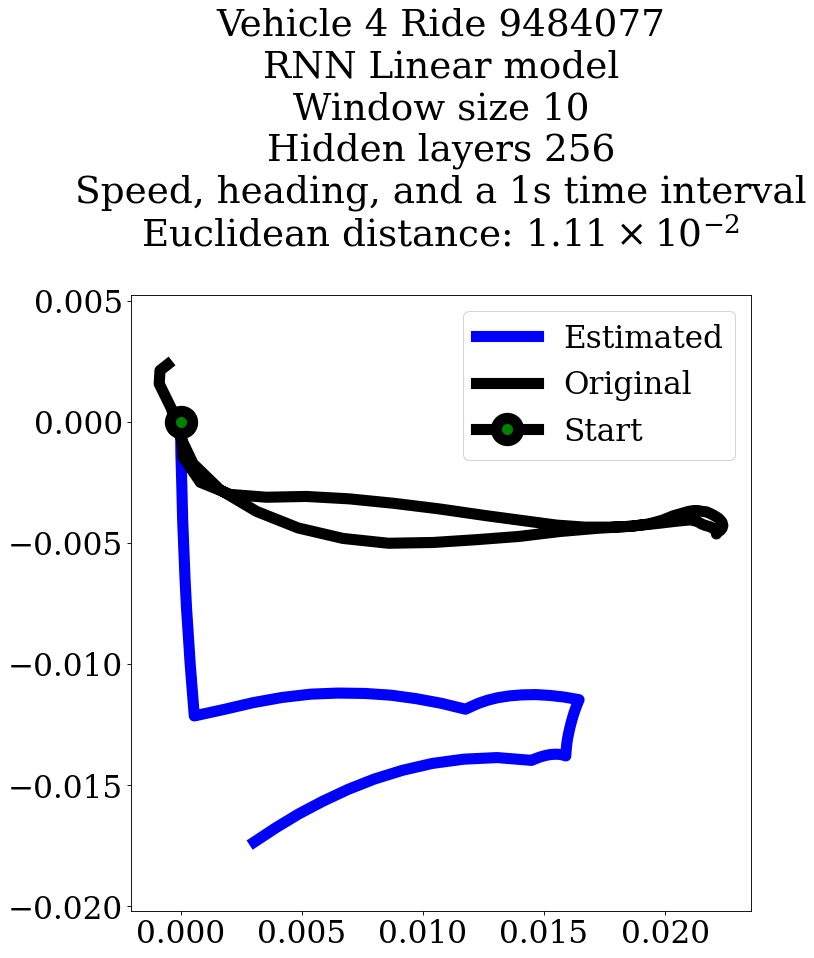 Vehicle 4 Ride 9484077
RNN Linear model
Window size 10
Hidden layers 256
Speed, heading, and a 1s time interval
Euclidean distance: 1.11 × 10⁻²
0.005
0.000
−0.005
−0.010
−0.015
−0.020
Estimated
Original
Start
0.000 0.005 0.010 0.015 0.020